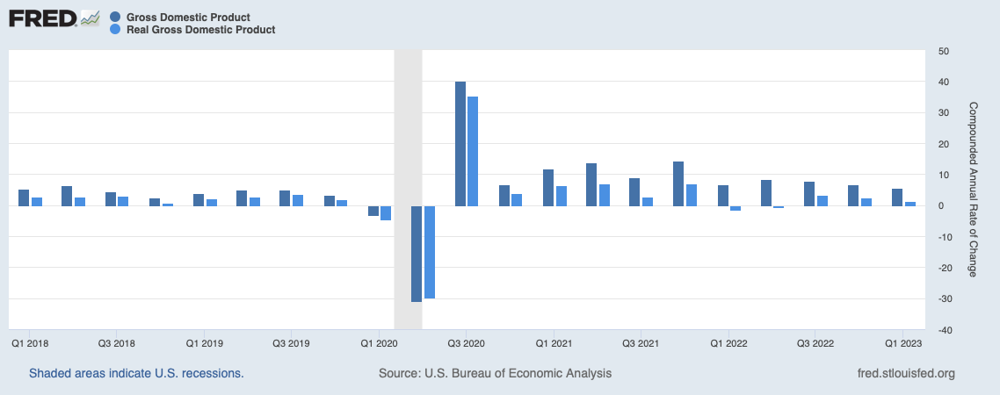 FRED
Gross Domestic Product
Real Gross Domestic Product
50
40
30
20
10
0
-10
-20
-30
-40
Compounded Annual Rate of Change
Q1 2018 Q3 2018 Q1 2019 Q3 2019 Q1 2020 Q3 2020 Q1 2021 Q3 2021 Q1 2022 Q3 2022 Q1 2023
Shaded areas indicate U.S. recessions. Source: U.S. Bureau of Economic Analysis fred.stlouisfed.org